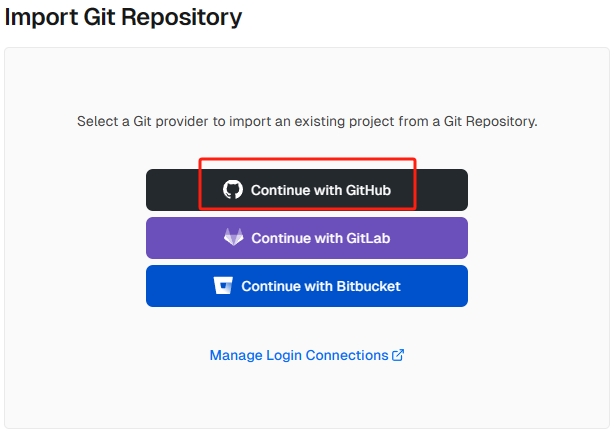 Import Git Repository
Select a Git provider to import an existing project from a Git Repository.
Continue with GitHub
Continue with GitLab
Continue with Bitbucket
Manage Login Connections